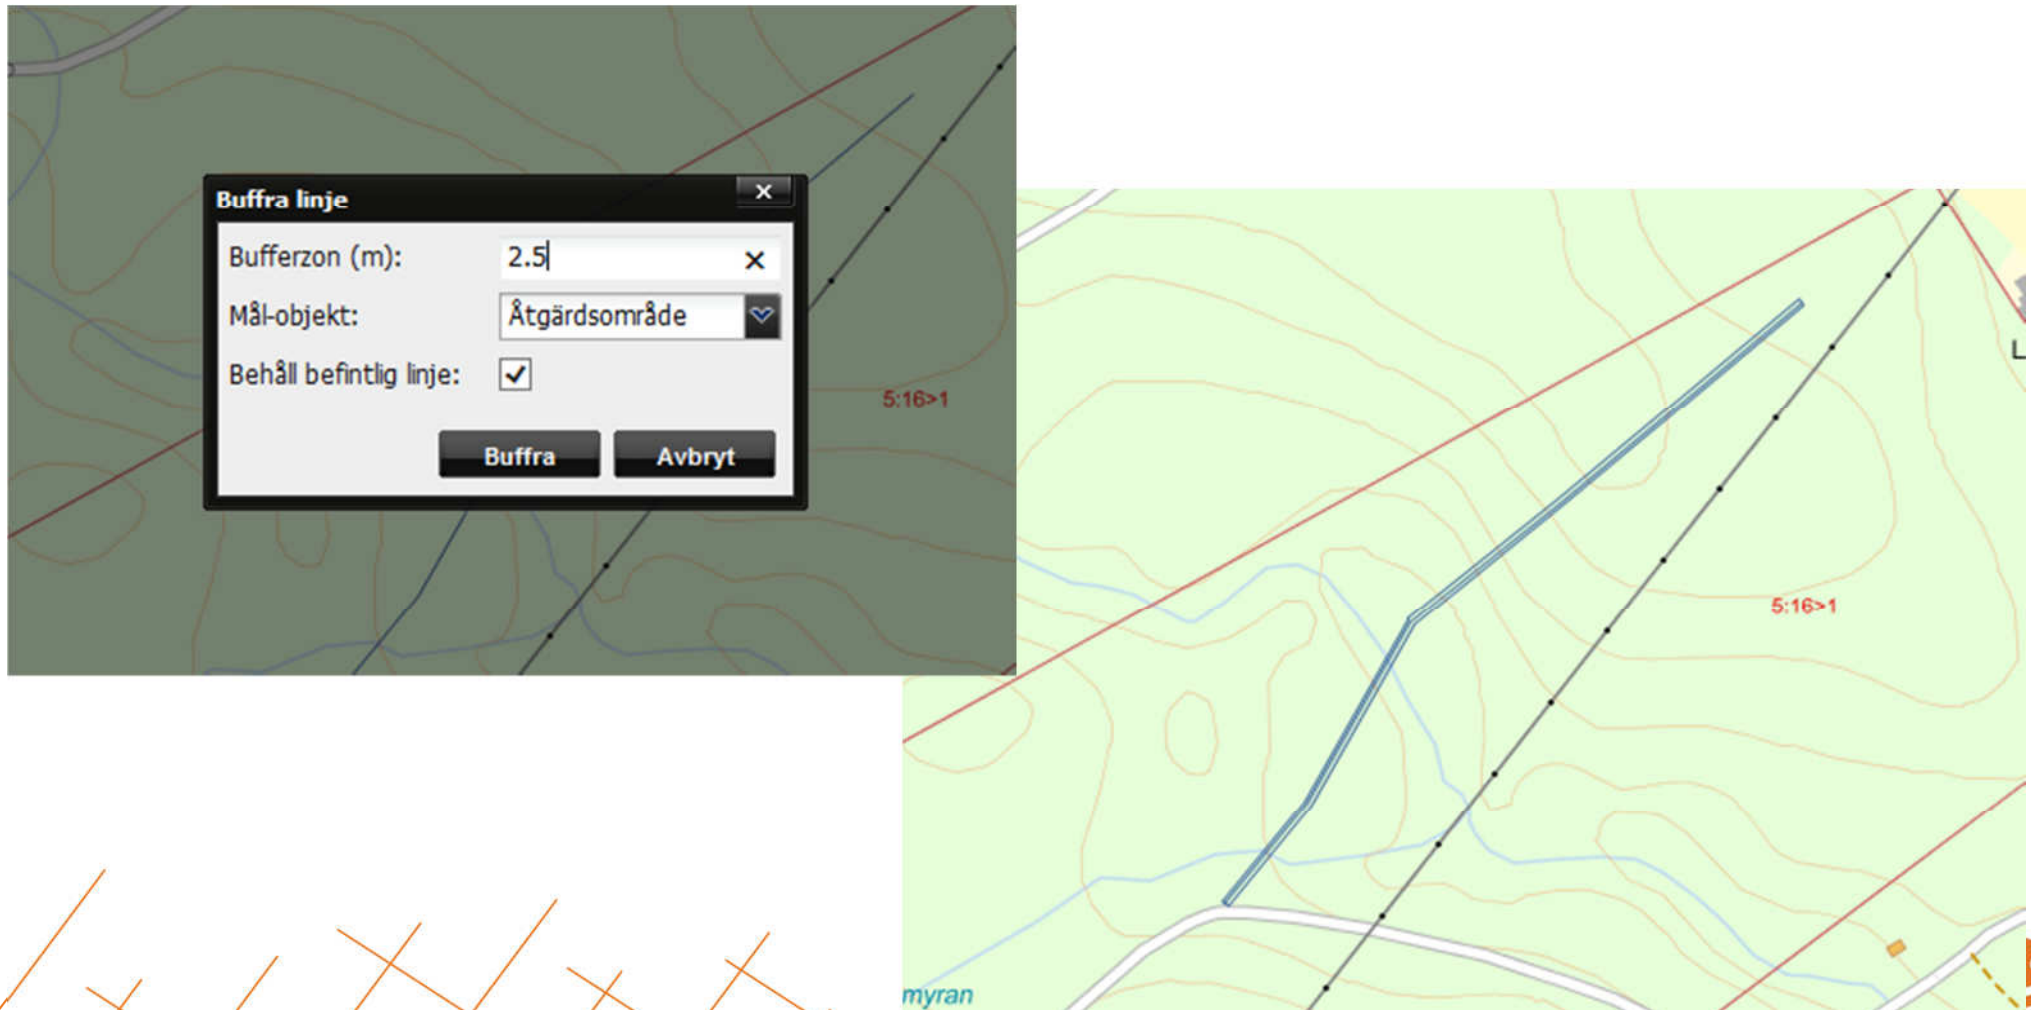 Buffra linje
Bufferzon (m): 2.5
Mål-objekt: Åtgärdsområde
Behåll befintlig linje:
Buffra Avbryt
5:16>1
5:16>1
L
myran